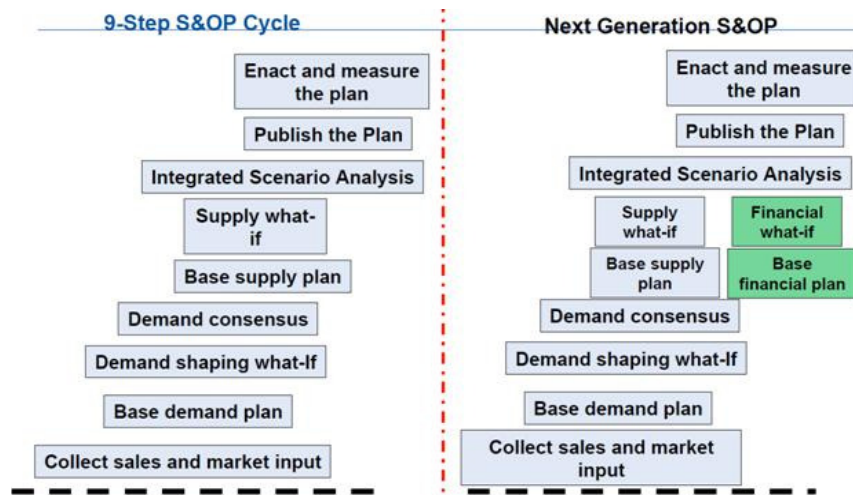 9-Step S&OP Cycle
Enact and measure
the plan
Publish the Plan
Integrated Scenario Analysis
Supply what-
if
Base supply plan
Demand consensus
Demand shaping what-If
Base demand plan
Collect sales and market input
Next Generation S&OP
Enact and measure
the plan
Publish the Plan
Integrated Scenario Analysis
Supply
what-if
Financial
what-if
Base supply
plan
Base
financial plan
Demand consensus
Demand shaping what-If
Base demand plan
Collect sales and market
input